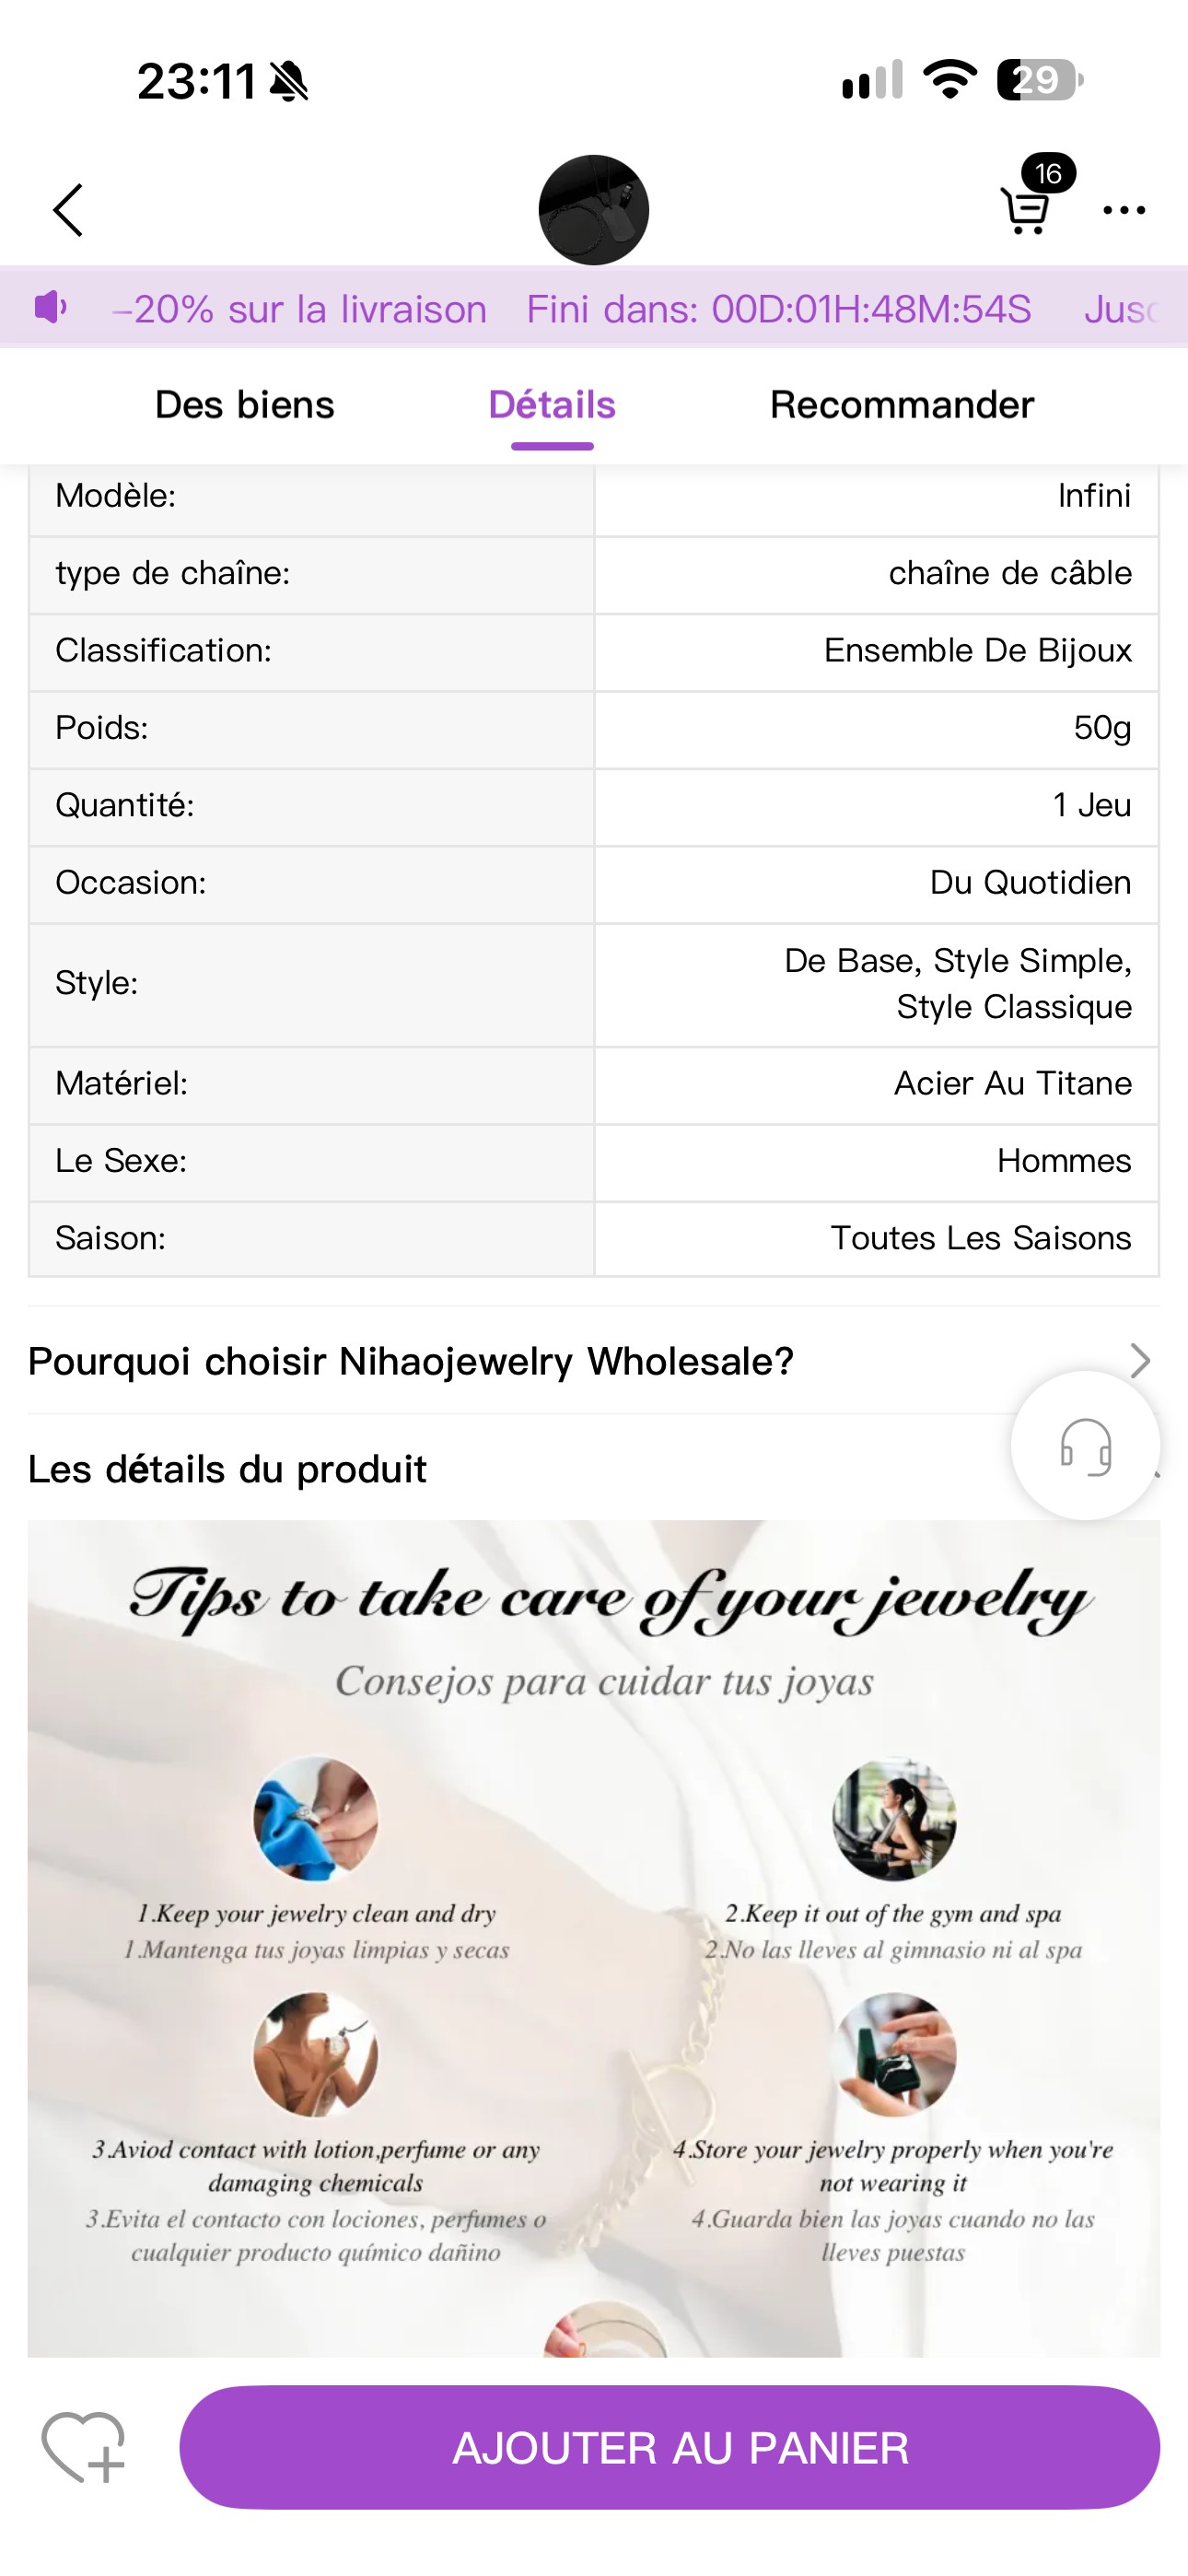 23:11
29
16
-20% sur la livraison Fini dans: 00D:01H:48M:54S
Des biens Détails Recommander
Modèle: Infini
type de chaîne: chaîne de câble
Classification: Ensemble De Bijoux
Poids: 50g
Quantité: 1 Jeu
Occasion: Du Quotidien
Style: De Base, Style Simple,
Style Classique
Matériel: Acier Au Titane
Le Sexe: Hommes
Saison: Toutes Les Saisons
Pourquoi choisir Nihaojewelry Wholesale?
Les détails du produit
Tips to take care of your jewelry
Consejos para cuidar tus joyas
1.Keep your jewelry clean and dry
1.Mantenga tus joyas limpias y secas
2.Keep it out of the gym and spa
2.No las lleves al gimnasio ni al spa
3.Aviod contact with lotion,perfume or any
damaging chemicals
3.Evita el contacto con lociones, perfumes o
cualquier producto químico dañino
4.Store your jewelry properly when you're
not wearing it
4.Guarda bien las joyas cuando no las
lleves puestas
AJOUTER AU PANIER